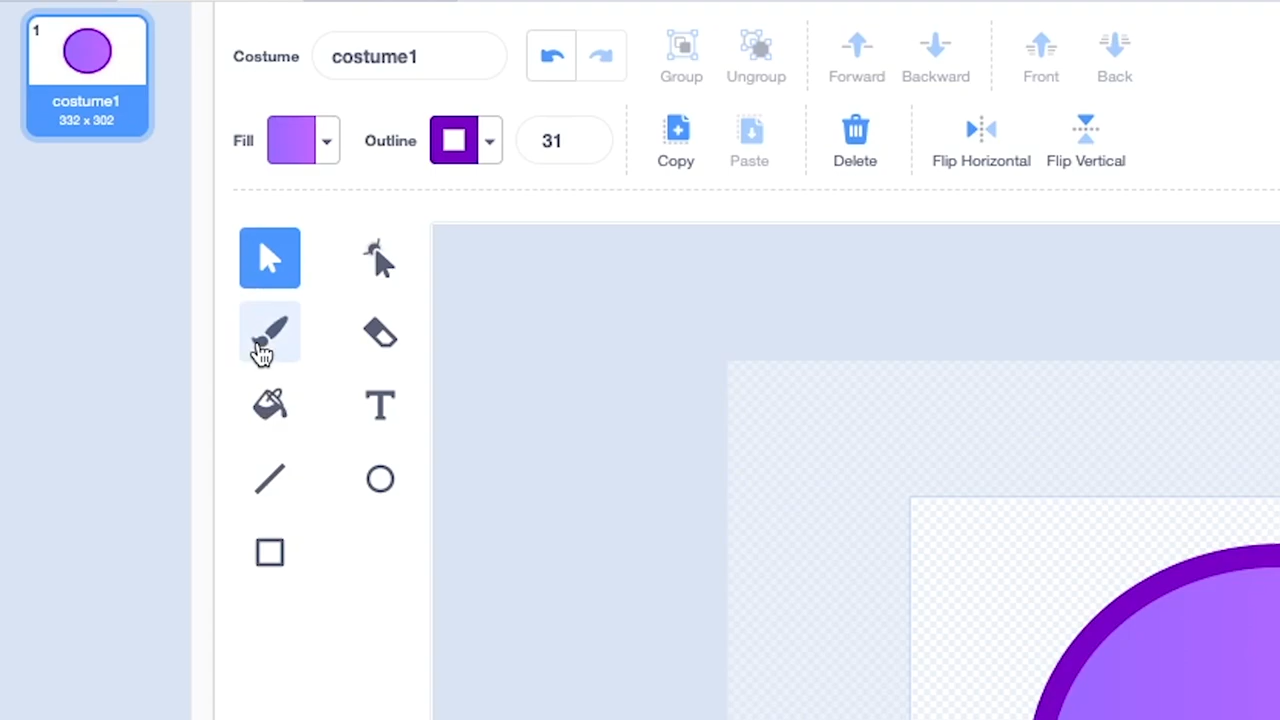 1
costume1
332 x 302
Costume costume1
Group Ungroup Forward Backward Front Back
Fill Outline 31
Copy Paste Delete Flip Horizontal Flip Vertical
T